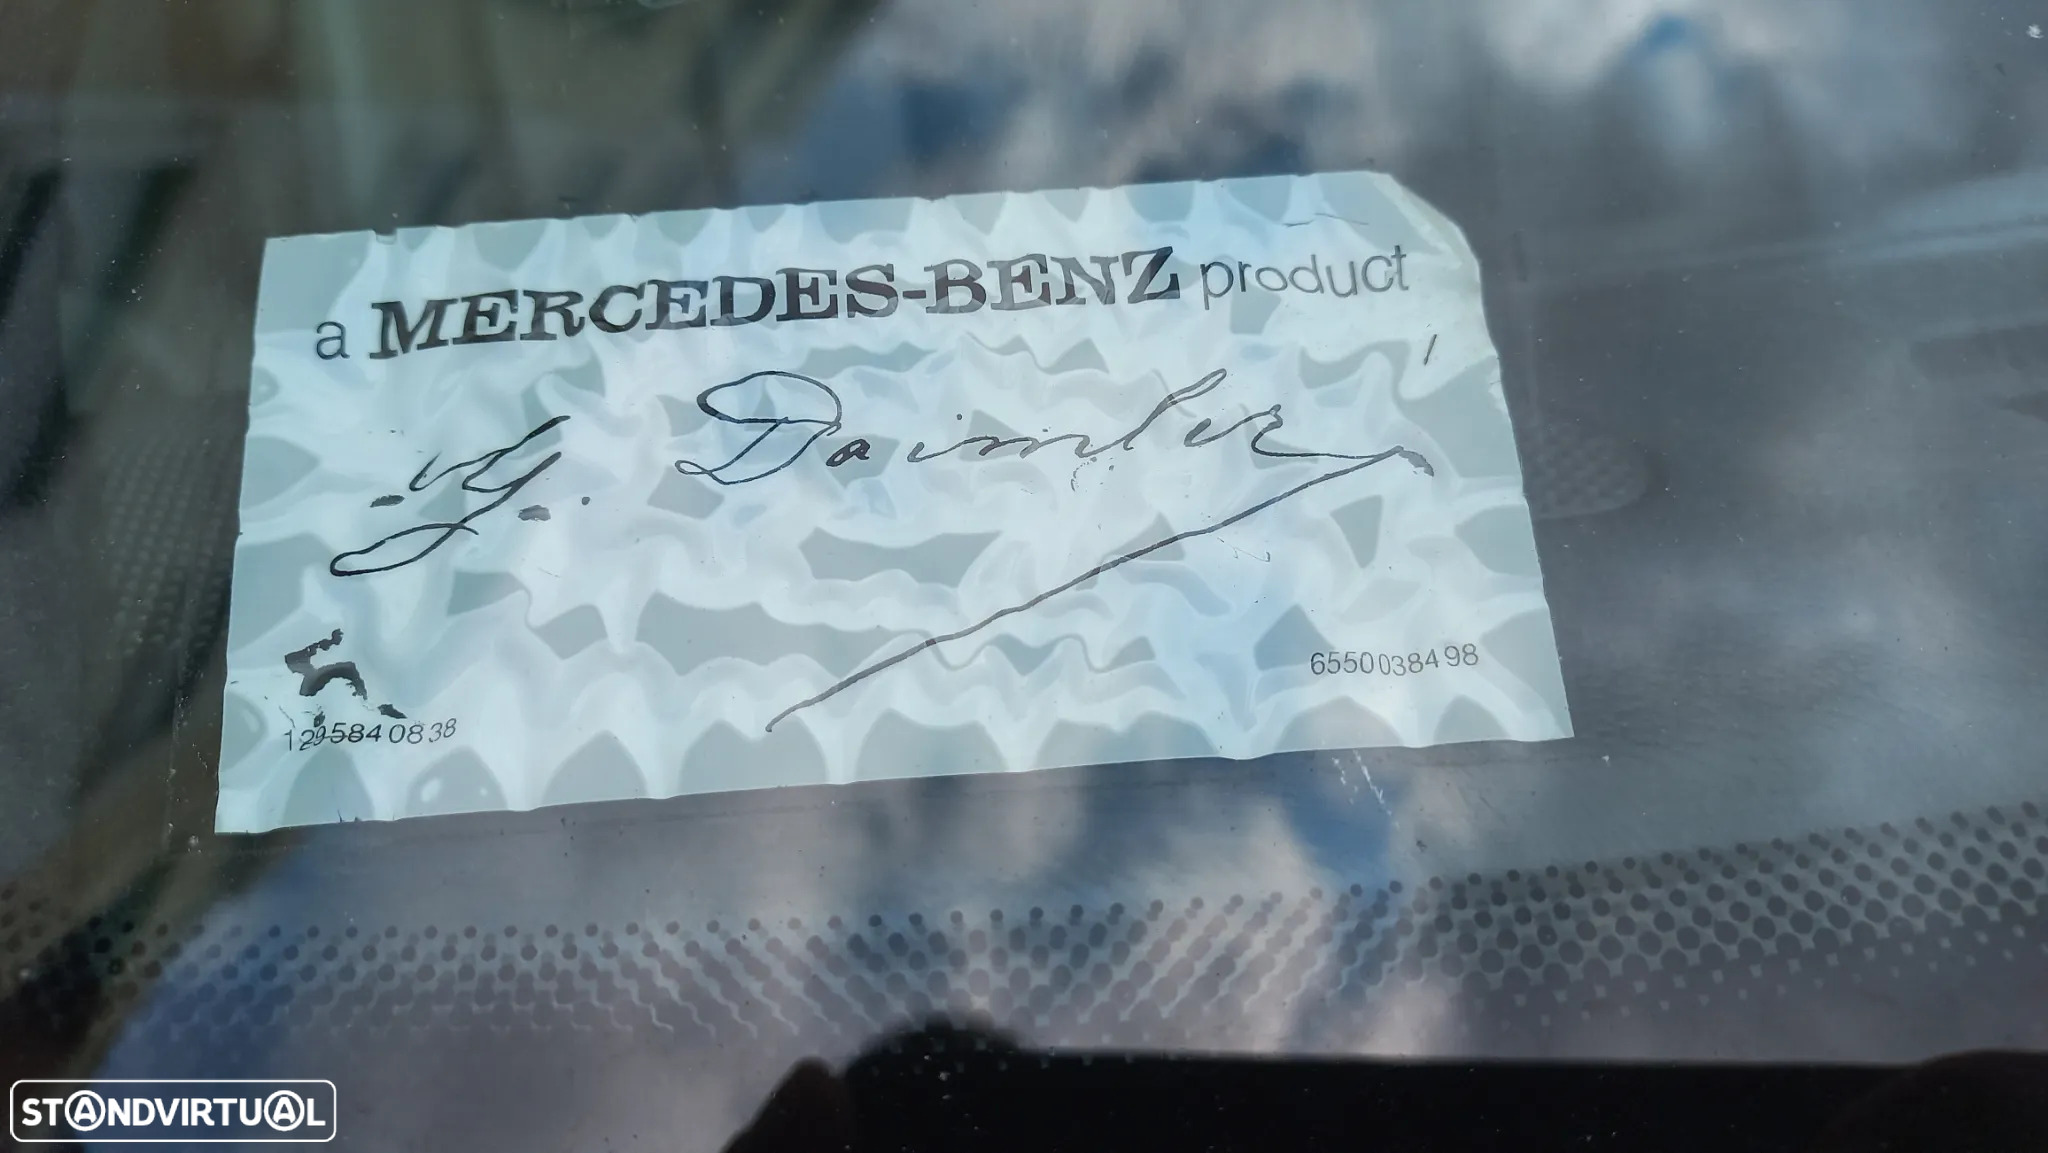 a MERCEDES-BENZ product
G. Daimler
6550038498
1295840838
STANDVIRTUAL